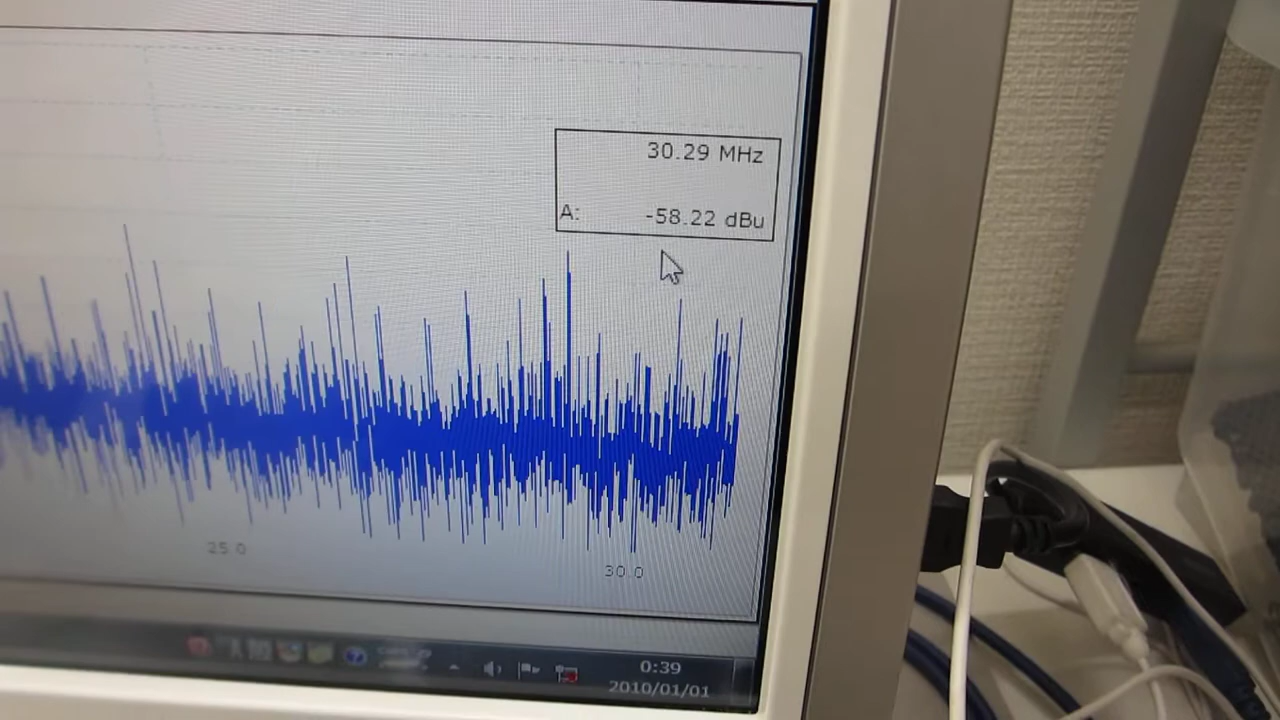 30.29 MHz
A: -58.22 dBu
25.0
30.0
0:39
2010/01/01